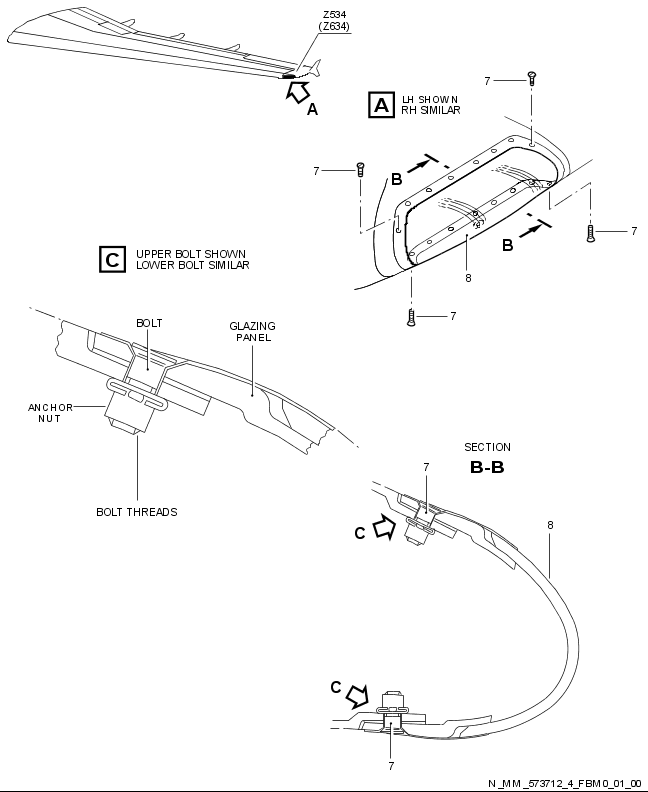 Z534
(Z634)
A
A
LH SHOWN
RH SIMILAR
7
7
B
B
7
8
7
C
UPPER BOLT SHOWN
LOWER BOLT SIMILAR
BOLT
GLAZING
PANEL
ANCHOR
NUT
BOLT THREADS
SECTION
B-B
7
8
C
C
7
N_MM_573712_4_FBM0_01_00